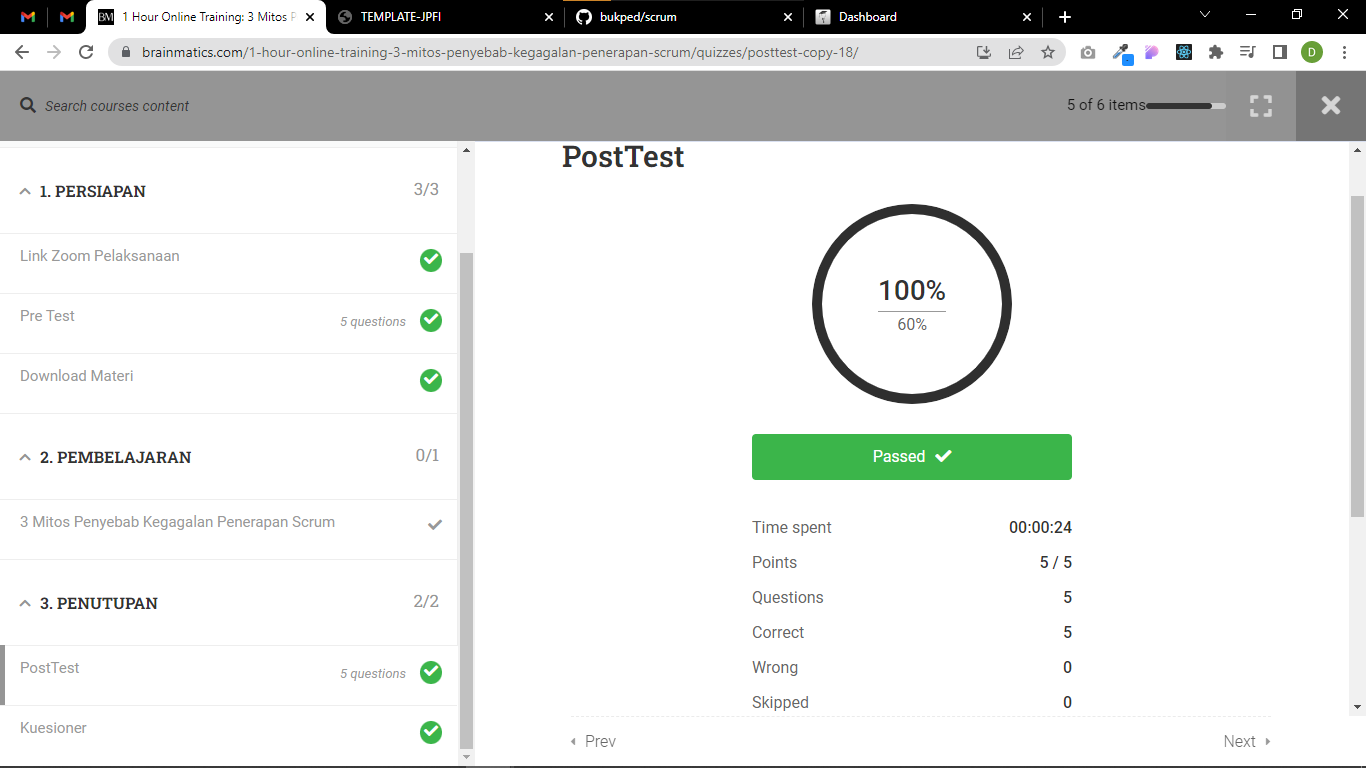 1 Hour Online Training: 3 Mitos P
TEMPLATE-JPFI
bukped/scrum
Dashboard
brainmatics.com/1-hour-online-training-3-mitos-penyebab-kegagalan-penerapan-scrum/quizzes/posttest-copy-18/
D
Search courses content
5 of 6 items
1. PERSIAPAN 3/3
Link Zoom Pelaksanaan
Pre Test 5 questions
Download Materi
2. PEMBELAJARAN 0/1
3 Mitos Penyebab Kegagalan Penerapan Scrum
3. PENUTUPAN 2/2
PostTest 5 questions
Kuesioner
PostTest
100%
60%
Passed
Time spent 00:00:24
Points 5 / 5
Questions 5
Correct 5
Wrong 0
Skipped 0
Prev
Next